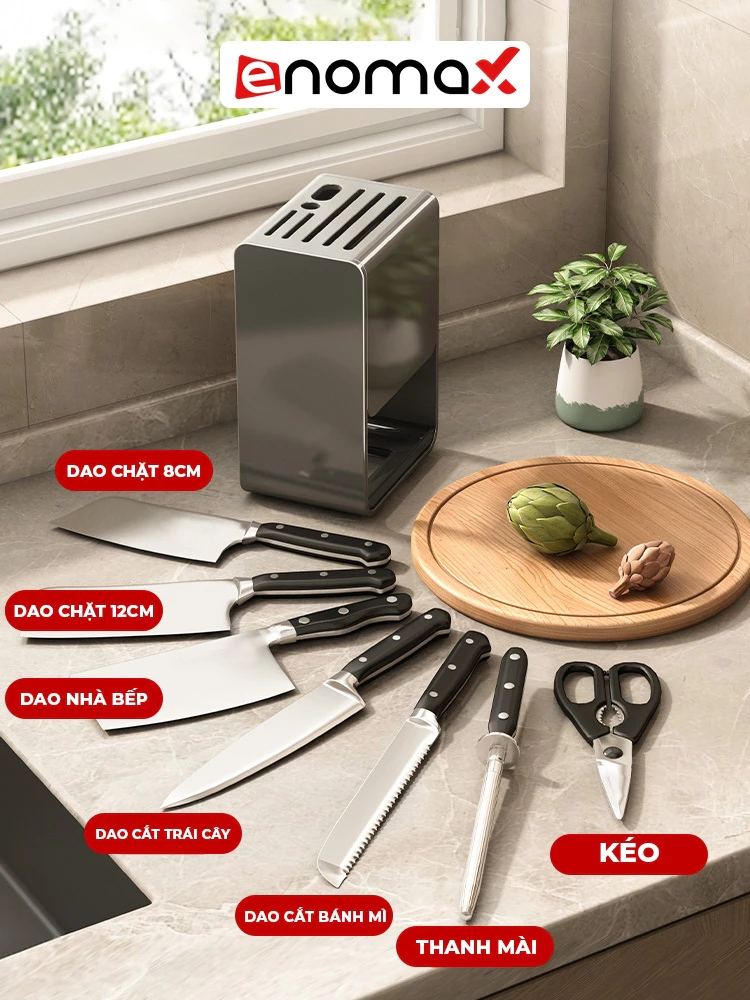 enomax
DAO CHẶT 8CM
DAO CHẶT 12CM
DAO NHÀ BẾP
DAO CẮT TRÁI CÂY
DAO CẮT BÁNH MÌ
THANH MÀI
KÉO